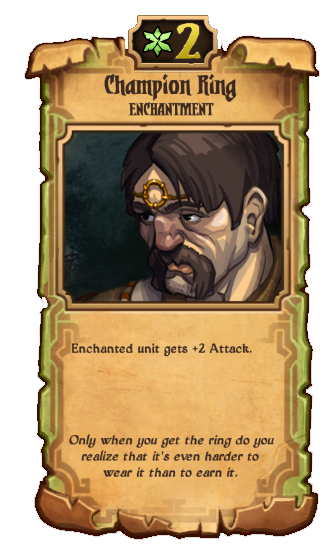 2
Champion Ring
ENCHANTMENT
Enchanted unit gets +2 Attack.
Only when you get the ring do you
realize that it's even harder to
wear it than to earn it.